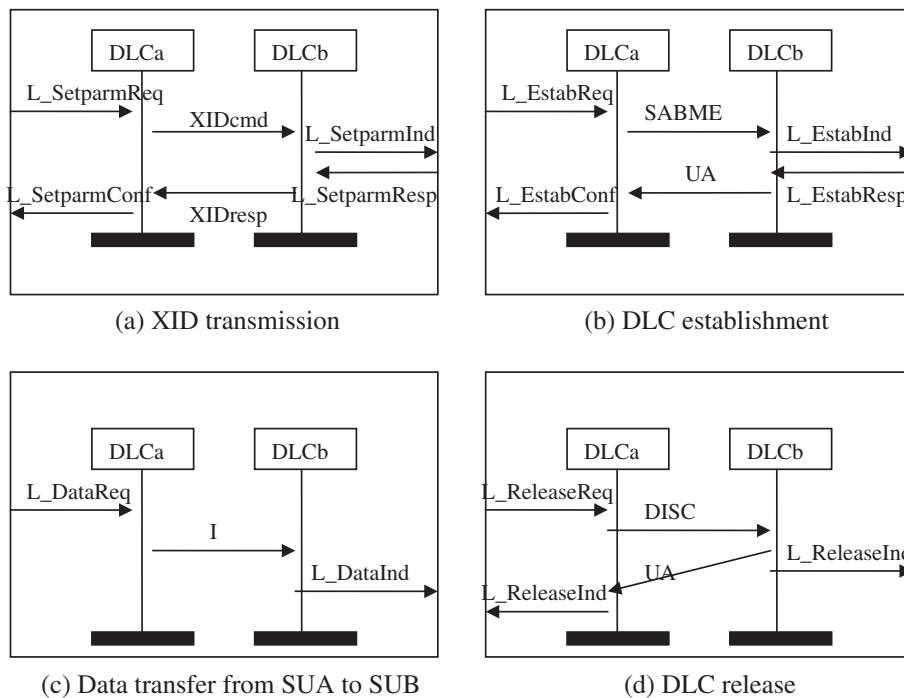 DLCa
DLCb
L_SetparmReq
XIDcmd
L_SetparmInd
L_SetparmConf
L_SetparmResp
XIDresp
(a) XID transmission
DLCa
DLCb
L_EstabReq
SABME
L_EstabInd
UA
L_EstabConf
L_EstabResp
(b) DLC establishment
DLCa
DLCb
L_DataReq
I
L_DataInd
(c) Data transfer from SUA to SUB
DLCa
DLCb
L_ReleaseReq
DISC
L_ReleaseInd
UA
L_ReleaseInd
(d) DLC release